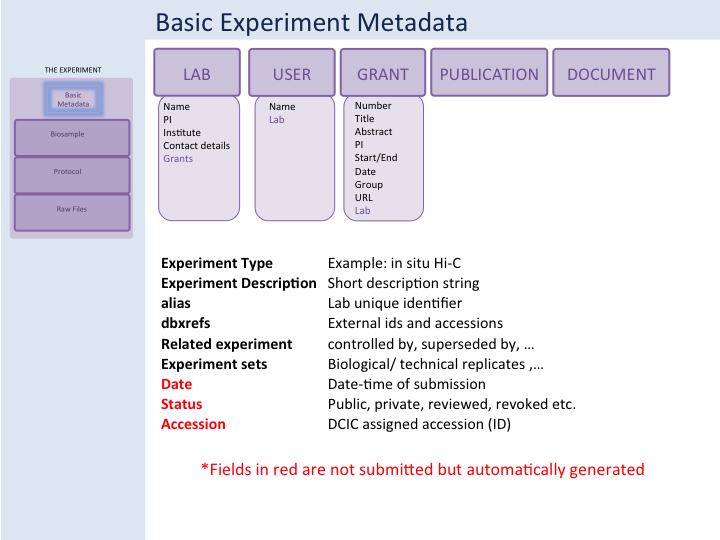 Basic Experiment Metadata
THE EXPERIMENT
Basic
Metadata
Biosample
Protocol
Raw Files
LAB
USER
GRANT
PUBLICATION
DOCUMENT
Name
PI
Institute
Contact details
Grants
Name
Lab
Number
Title
Abstract
PI
Start/End
Date
Group
URL
Lab
Experiment Type Example: in situ Hi-C
Experiment Description Short description string
alias Lab unique identifier
dbxrefs External ids and accessions
Related experiment controlled by, superseded by, …
Experiment sets Biological/ technical replicates ,…
Date Date-time of submission
Status Public, private, reviewed, revoked etc.
Accession DCIC assigned accession (ID)
*Fields in red are not submitted but automatically generated